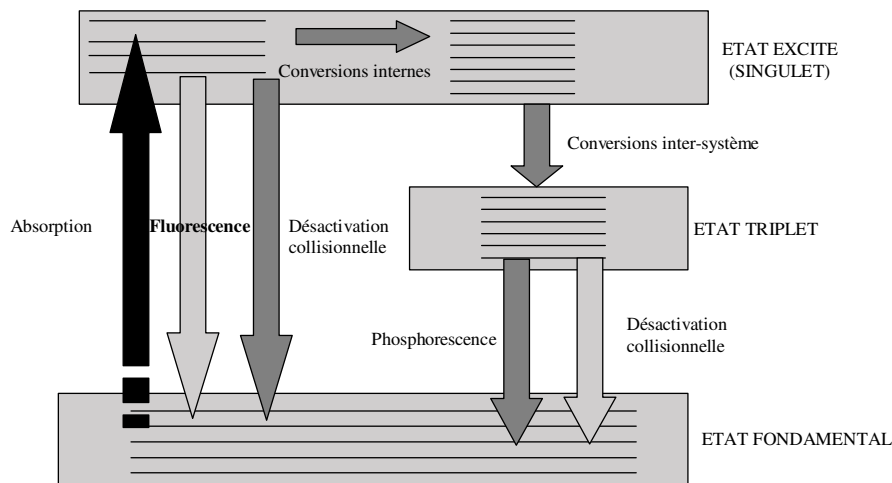 ETAT EXCITE
(SINGULET)
Conversions internes
Conversions inter-système
Absorption
Fluorescence
Désactivation
collisionnelle
ETAT TRIPLET
Phosphorescence
Désactivation
collisionnelle
ETAT FONDAMENTAL